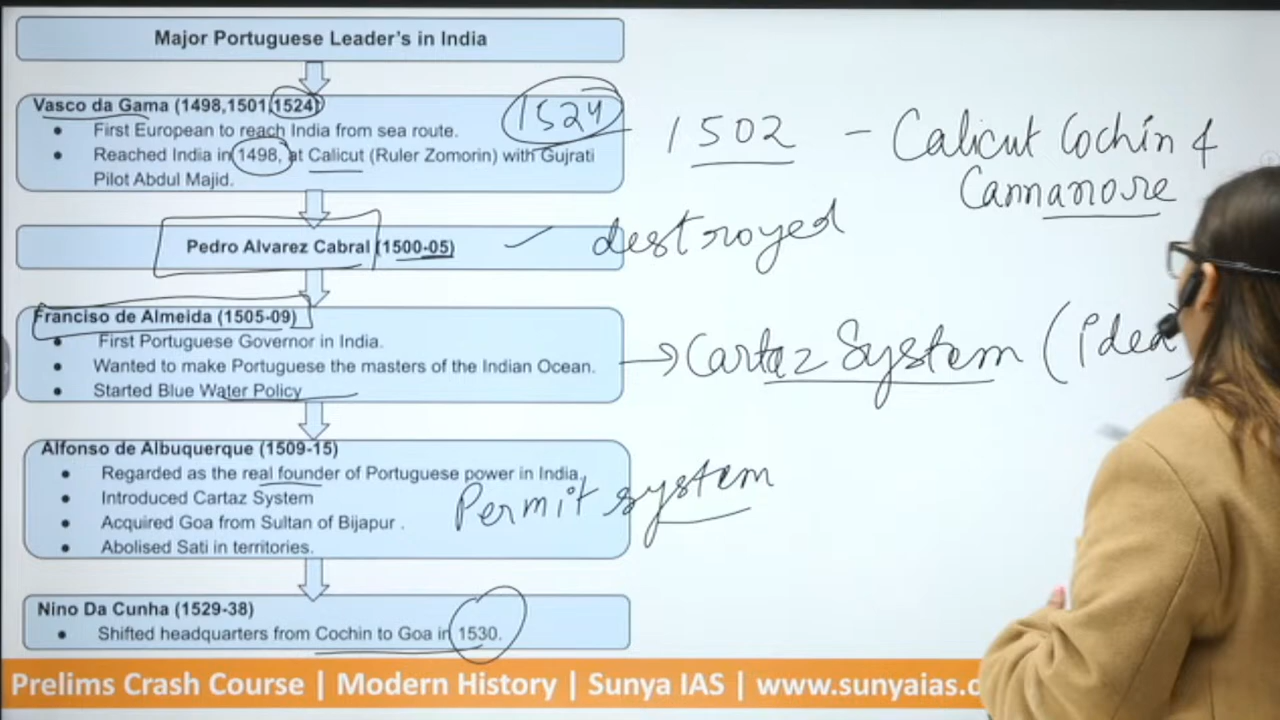 Major Portuguese Leader's in India
Vasco da Gama (1498,1501,1524)
First European to reach India from sea route.
Reached India in 1498, at Calicut (Ruler Zomorin) with Gujrati
Pilot Abdul Majid.
1524
1502 - Calicut Cochin &
Cannanore
Pedro Alvarez Cabral (1500-05)
destroyed
Franciso de Almeida (1505-09)
First Portuguese Governor in India.
Wanted to make Portuguese the masters of the Indian Ocean.
Started Blue Water Policy
→ Cartaz System (idea)
Alfonso de Albuquerque (1509-15)
Regarded as the real founder of Portuguese power in India.
Introduced Cartaz System
Acquired Goa from Sultan of Bijapur .
Abolised Sati in territories.
Permit system
Nino Da Cunha (1529-38)
Shifted headquarters from Cochin to Goa in 1530.
Prelims Crash Course | Modern History | Sunya IAS | www.sunyaias.c